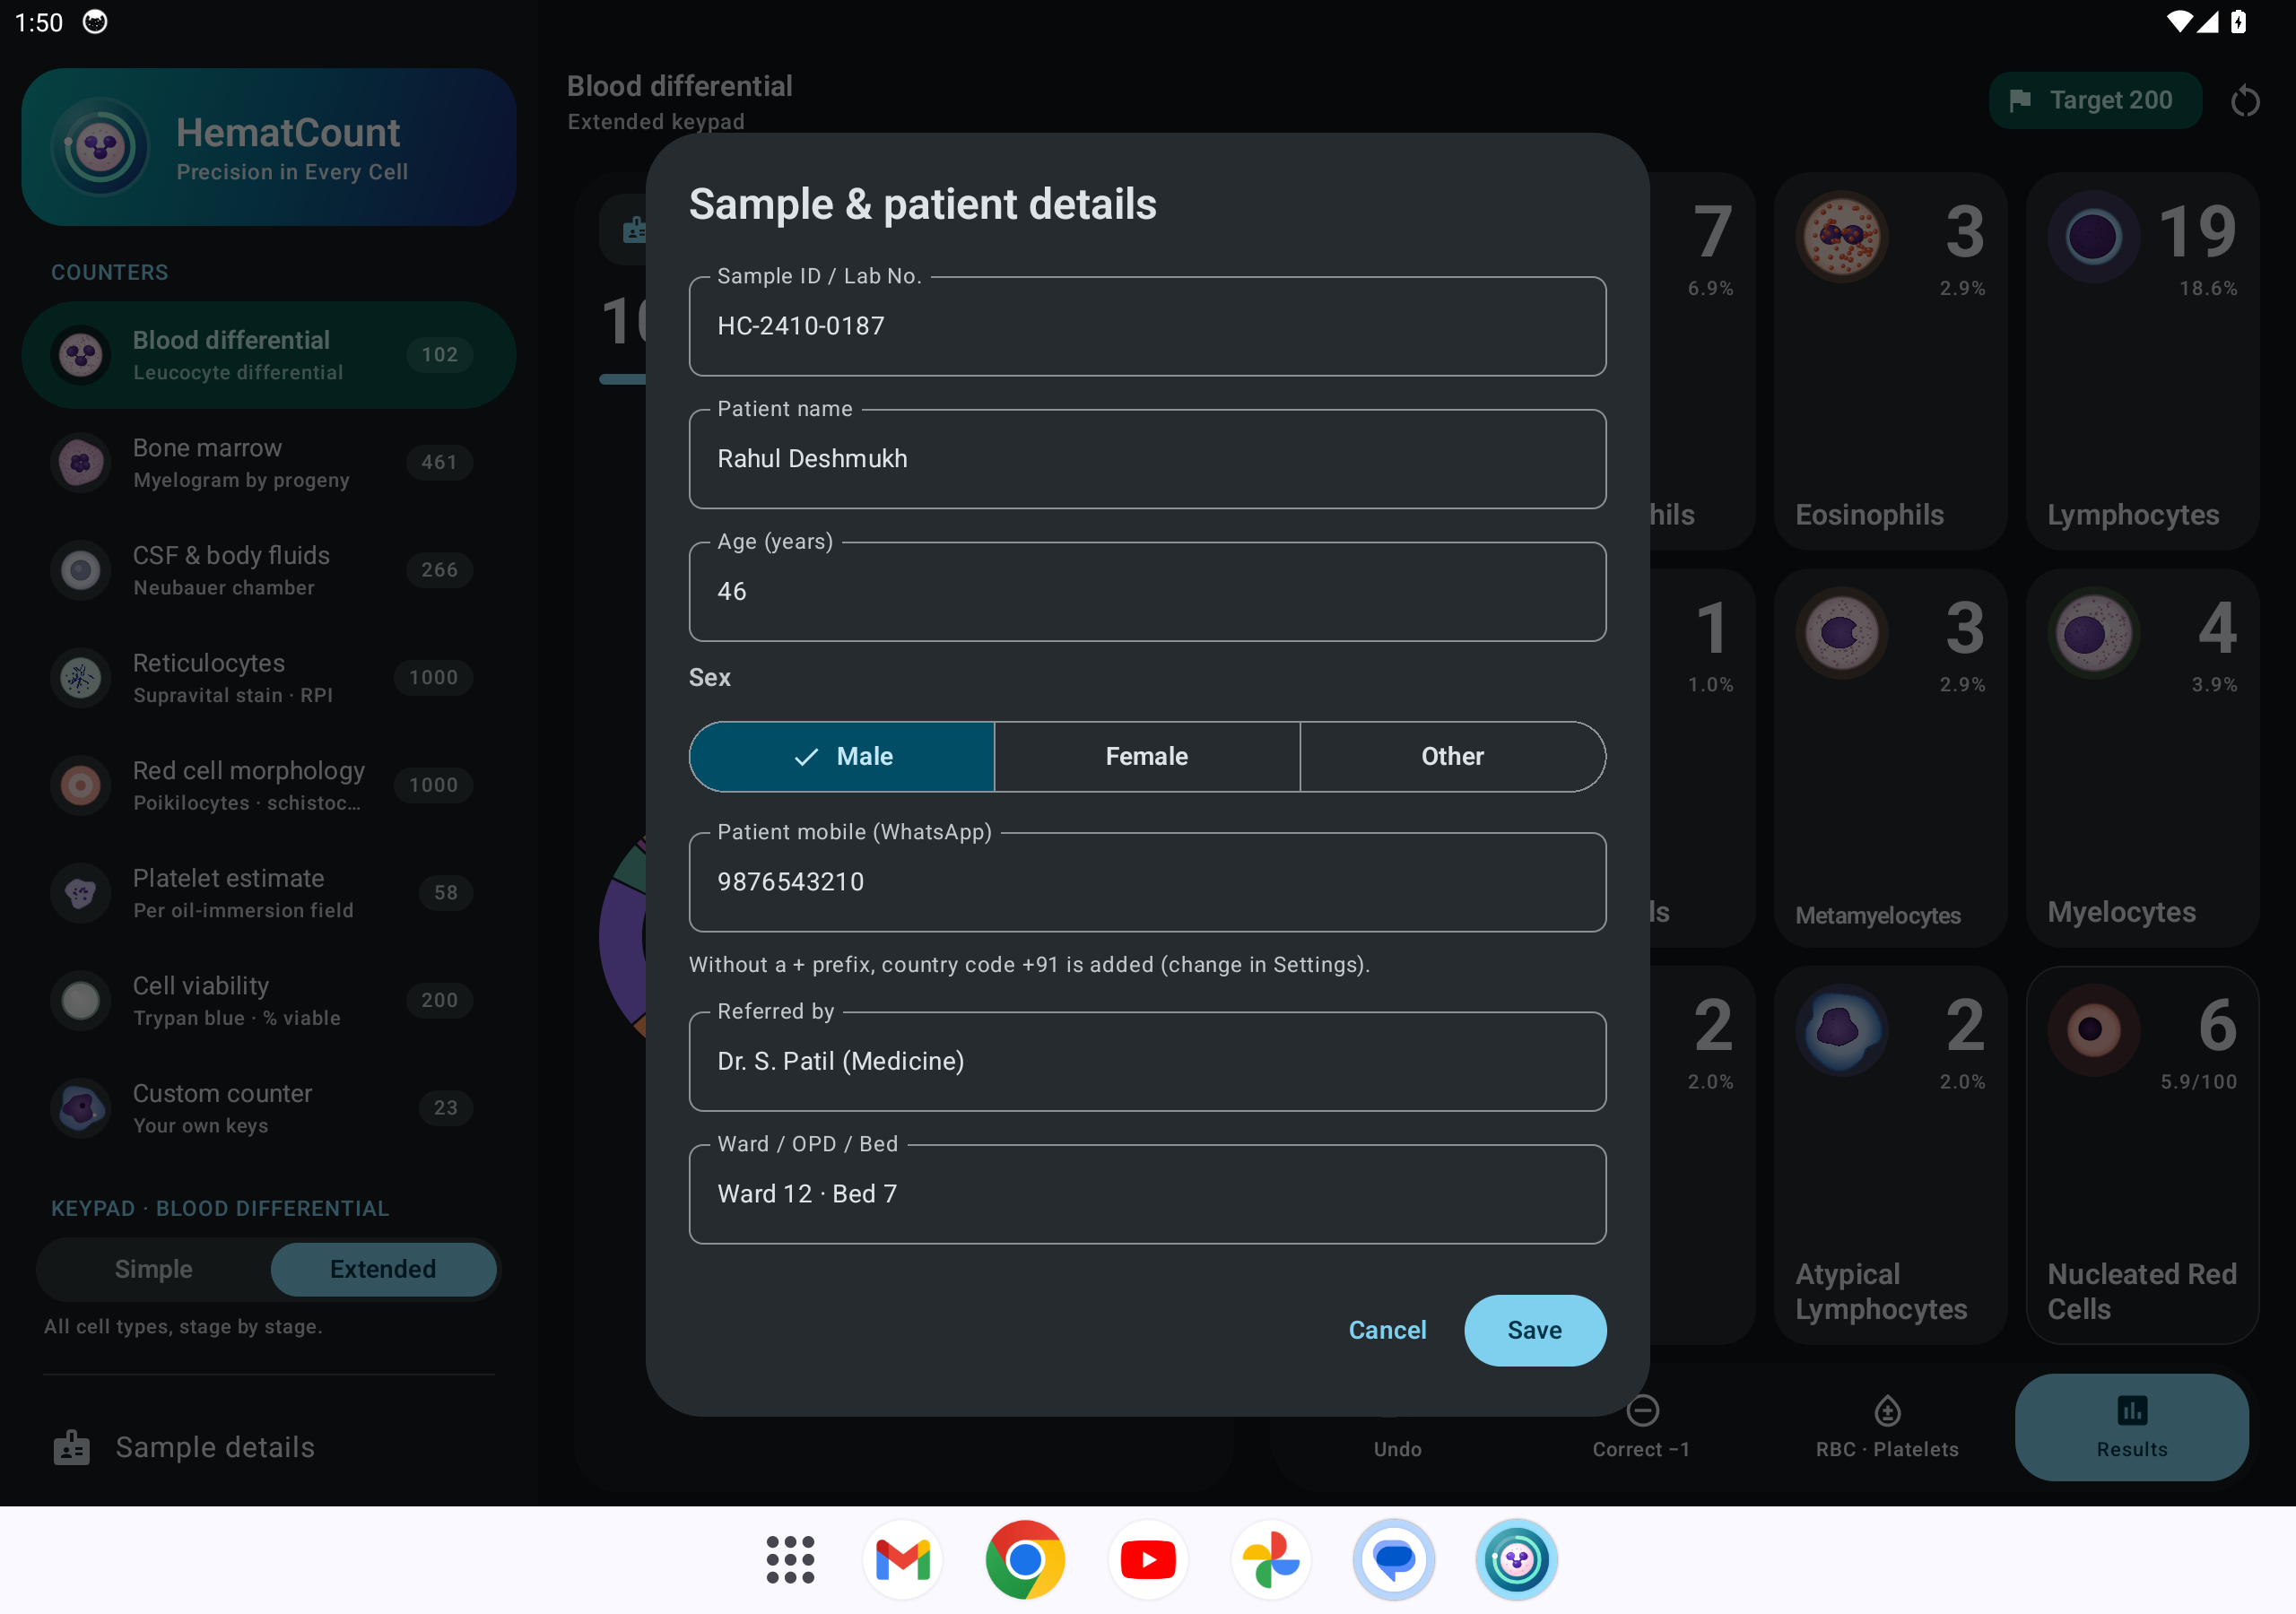 1:50
HematCount
Precision in Every Cell
COUNTERS
Blood differential
Leucocyte differential
102
Bone marrow
Myelogram by progeny
461
CSF & body fluids
Neubauer chamber
266
Reticulocytes
Supravital stain · RPI
1000
Red cell morphology
Poikilocytes · schistoc…
1000
Platelet estimate
Per oil-immersion field
58
Cell viability
Trypan blue · % viable
200
Custom counter
Your own keys
23
KEYPAD · BLOOD DIFFERENTIAL
Simple
Extended
All cell types, stage by stage.
Sample details
Blood differential
Extended keypad
Target 200
Sample & patient details
Sample ID / Lab No.
HC-2410-0187
Patient name
Rahul Deshmukh
Age (years)
46
Sex
Male
Female
Other
Patient mobile (WhatsApp)
9876543210
Without a + prefix, country code +91 is added (change in Settings).
Referred by
Dr. S. Patil (Medicine)
Ward / OPD / Bed
Ward 12 · Bed 7
Cancel
Save
7
6.9%
hils
3
2.9%
Eosinophils
19
18.6%
Lymphocytes
1
1.0%
ls
3
2.9%
Metamyelocytes
4
3.9%
Myelocytes
2
2.0%
2
2.0%
Atypical
Lymphocytes
6
5.9/100
Nucleated Red
Cells
Undo
Correct −1
RBC · Platelets
Results